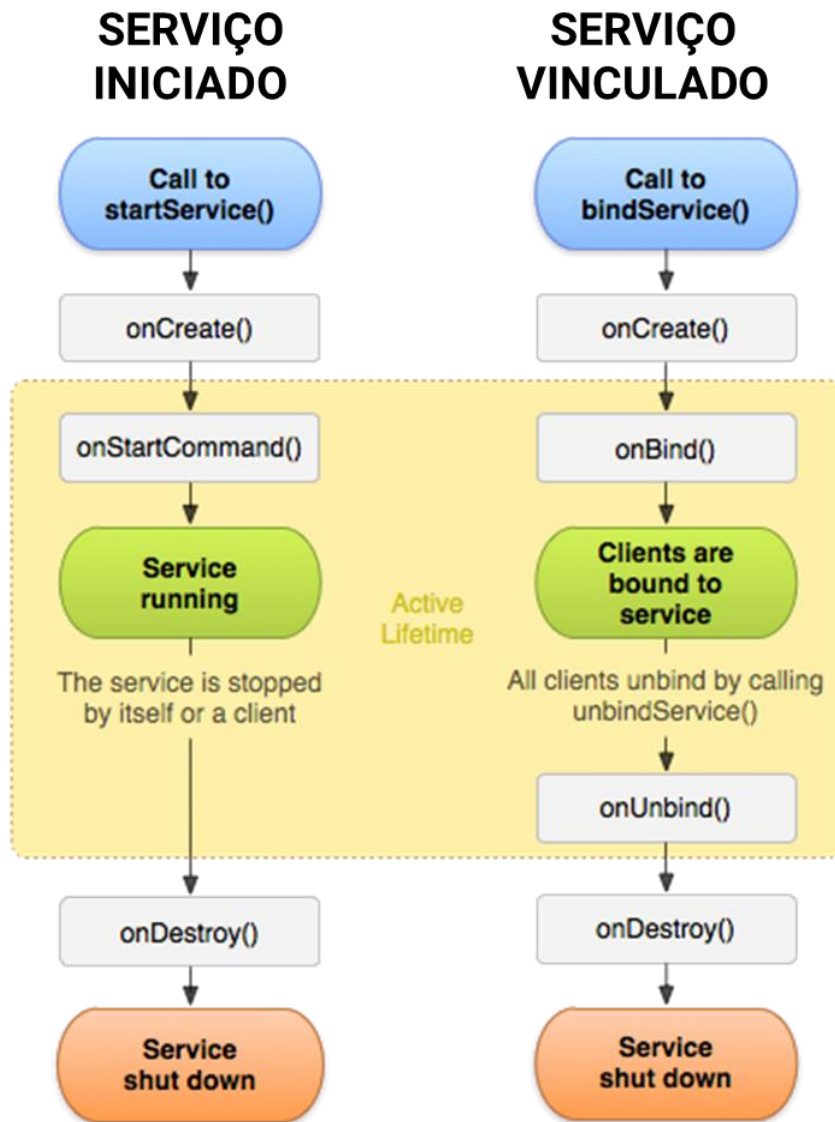 SERVIÇO
INICIADO
Call to
startService()
onCreate()
onStartCommand()
Service
running
The service is stopped
by itself or a client
onDestroy()
Service
shut down
Active
Lifetime
SERVIÇO
VINCULADO
Call to
bindService()
onCreate()
onBind()
Clients are
bound to
service
All clients unbind by calling
unbindService()
onUnbind()
onDestroy()
Service
shut down